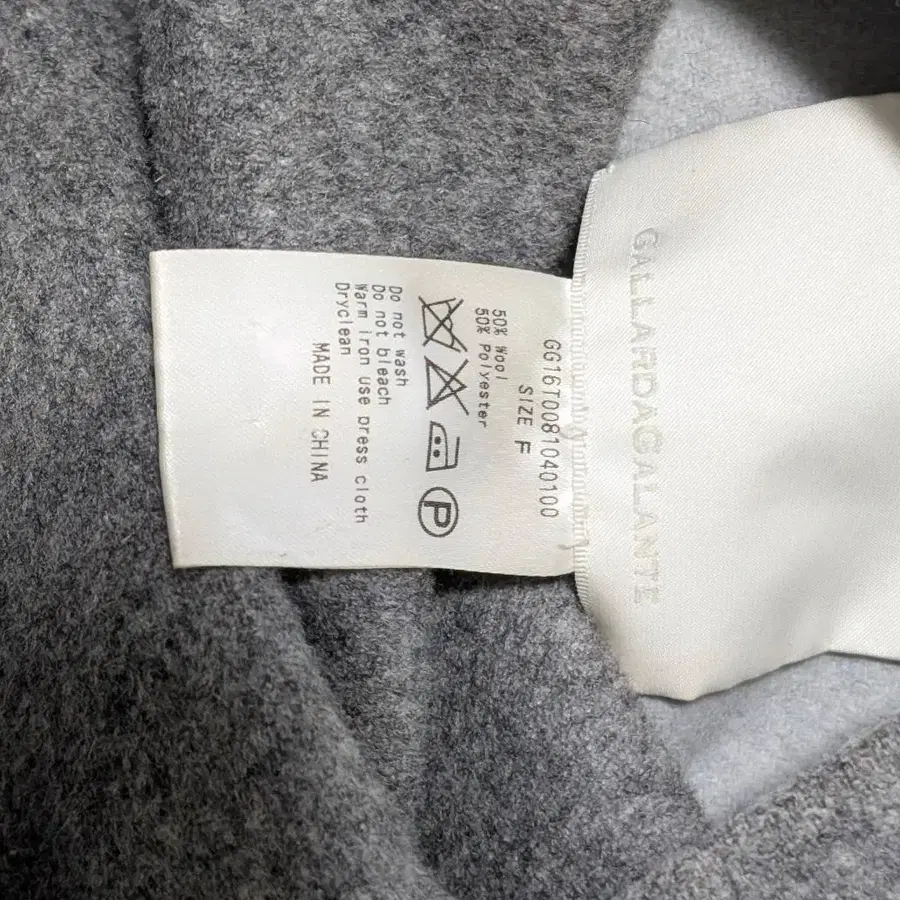 GALLARDAGALANTE
GG16T0081040100
SIZE F
50% Wool
50% Polyester
P
Do not wash
Do not bleach
Warm iron Use press cloth
Dryclean
MADE IN CHINA